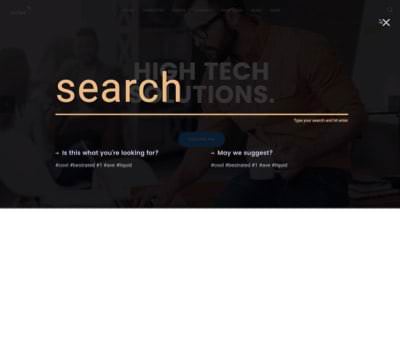 HIGH TECH
SOLUTIONS.
search
Type your search and hit enter
Is this what you're looking for?
#cool #bestrated #1 #ave #liquid
May we suggest?
#cool #bestrated #1 #ave #liquid